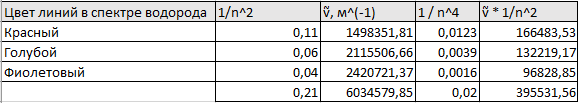 Цвет линий в спектре водорода 1/n^2 ṽ, м^(-1) 1 / n^4 ṽ * 1/n^2
Красный 0,11 1498351,81 0,0123 166483,53
Голубой 0,06 2115506,66 0,0039 132219,17
Фиолетовый 0,04 2420721,37 0,0016 96828,85
0,21 6034579,85 0,02 395531,56